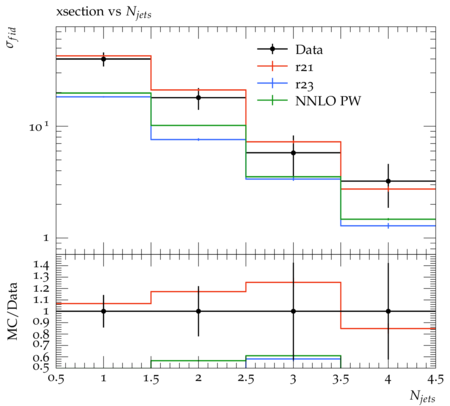 xsection vs N_jets
σ_fid
Data
r21
r23
NNLO PW
10^1
1
MC/Data
1.4
1.3
1.2
1.1
1
0.9
0.8
0.7
0.6
0.5
0.5 1 1.5 2 2.5 3 3.5 4 4.5
N_jets